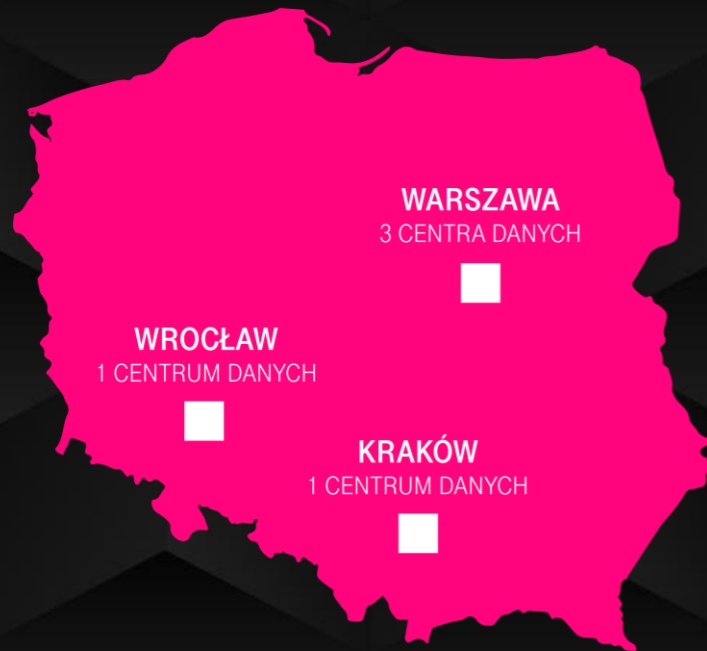 WARSZAWA
3 CENTRA DANYCH
WROCŁAW
1 CENTRUM DANYCH
KRAKÓW
1 CENTRUM DANYCH